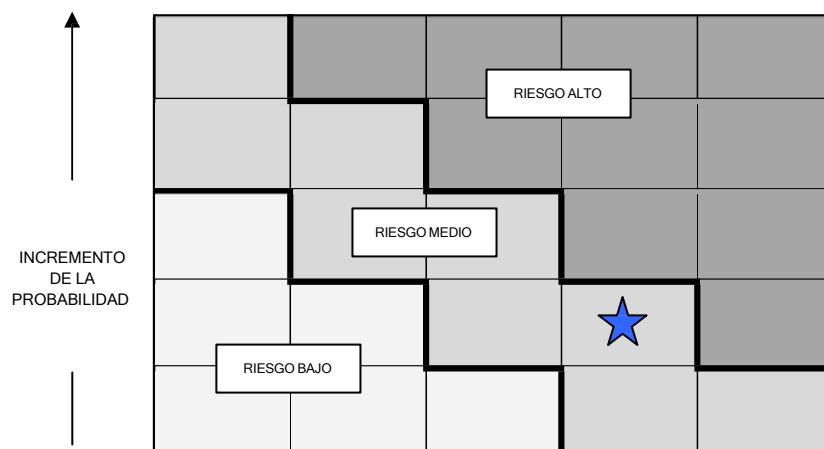 RIESGO ALTO
RIESGO MEDIO
INCREMENTO
DE LA
PROBABILIDAD
RIESGO BAJO